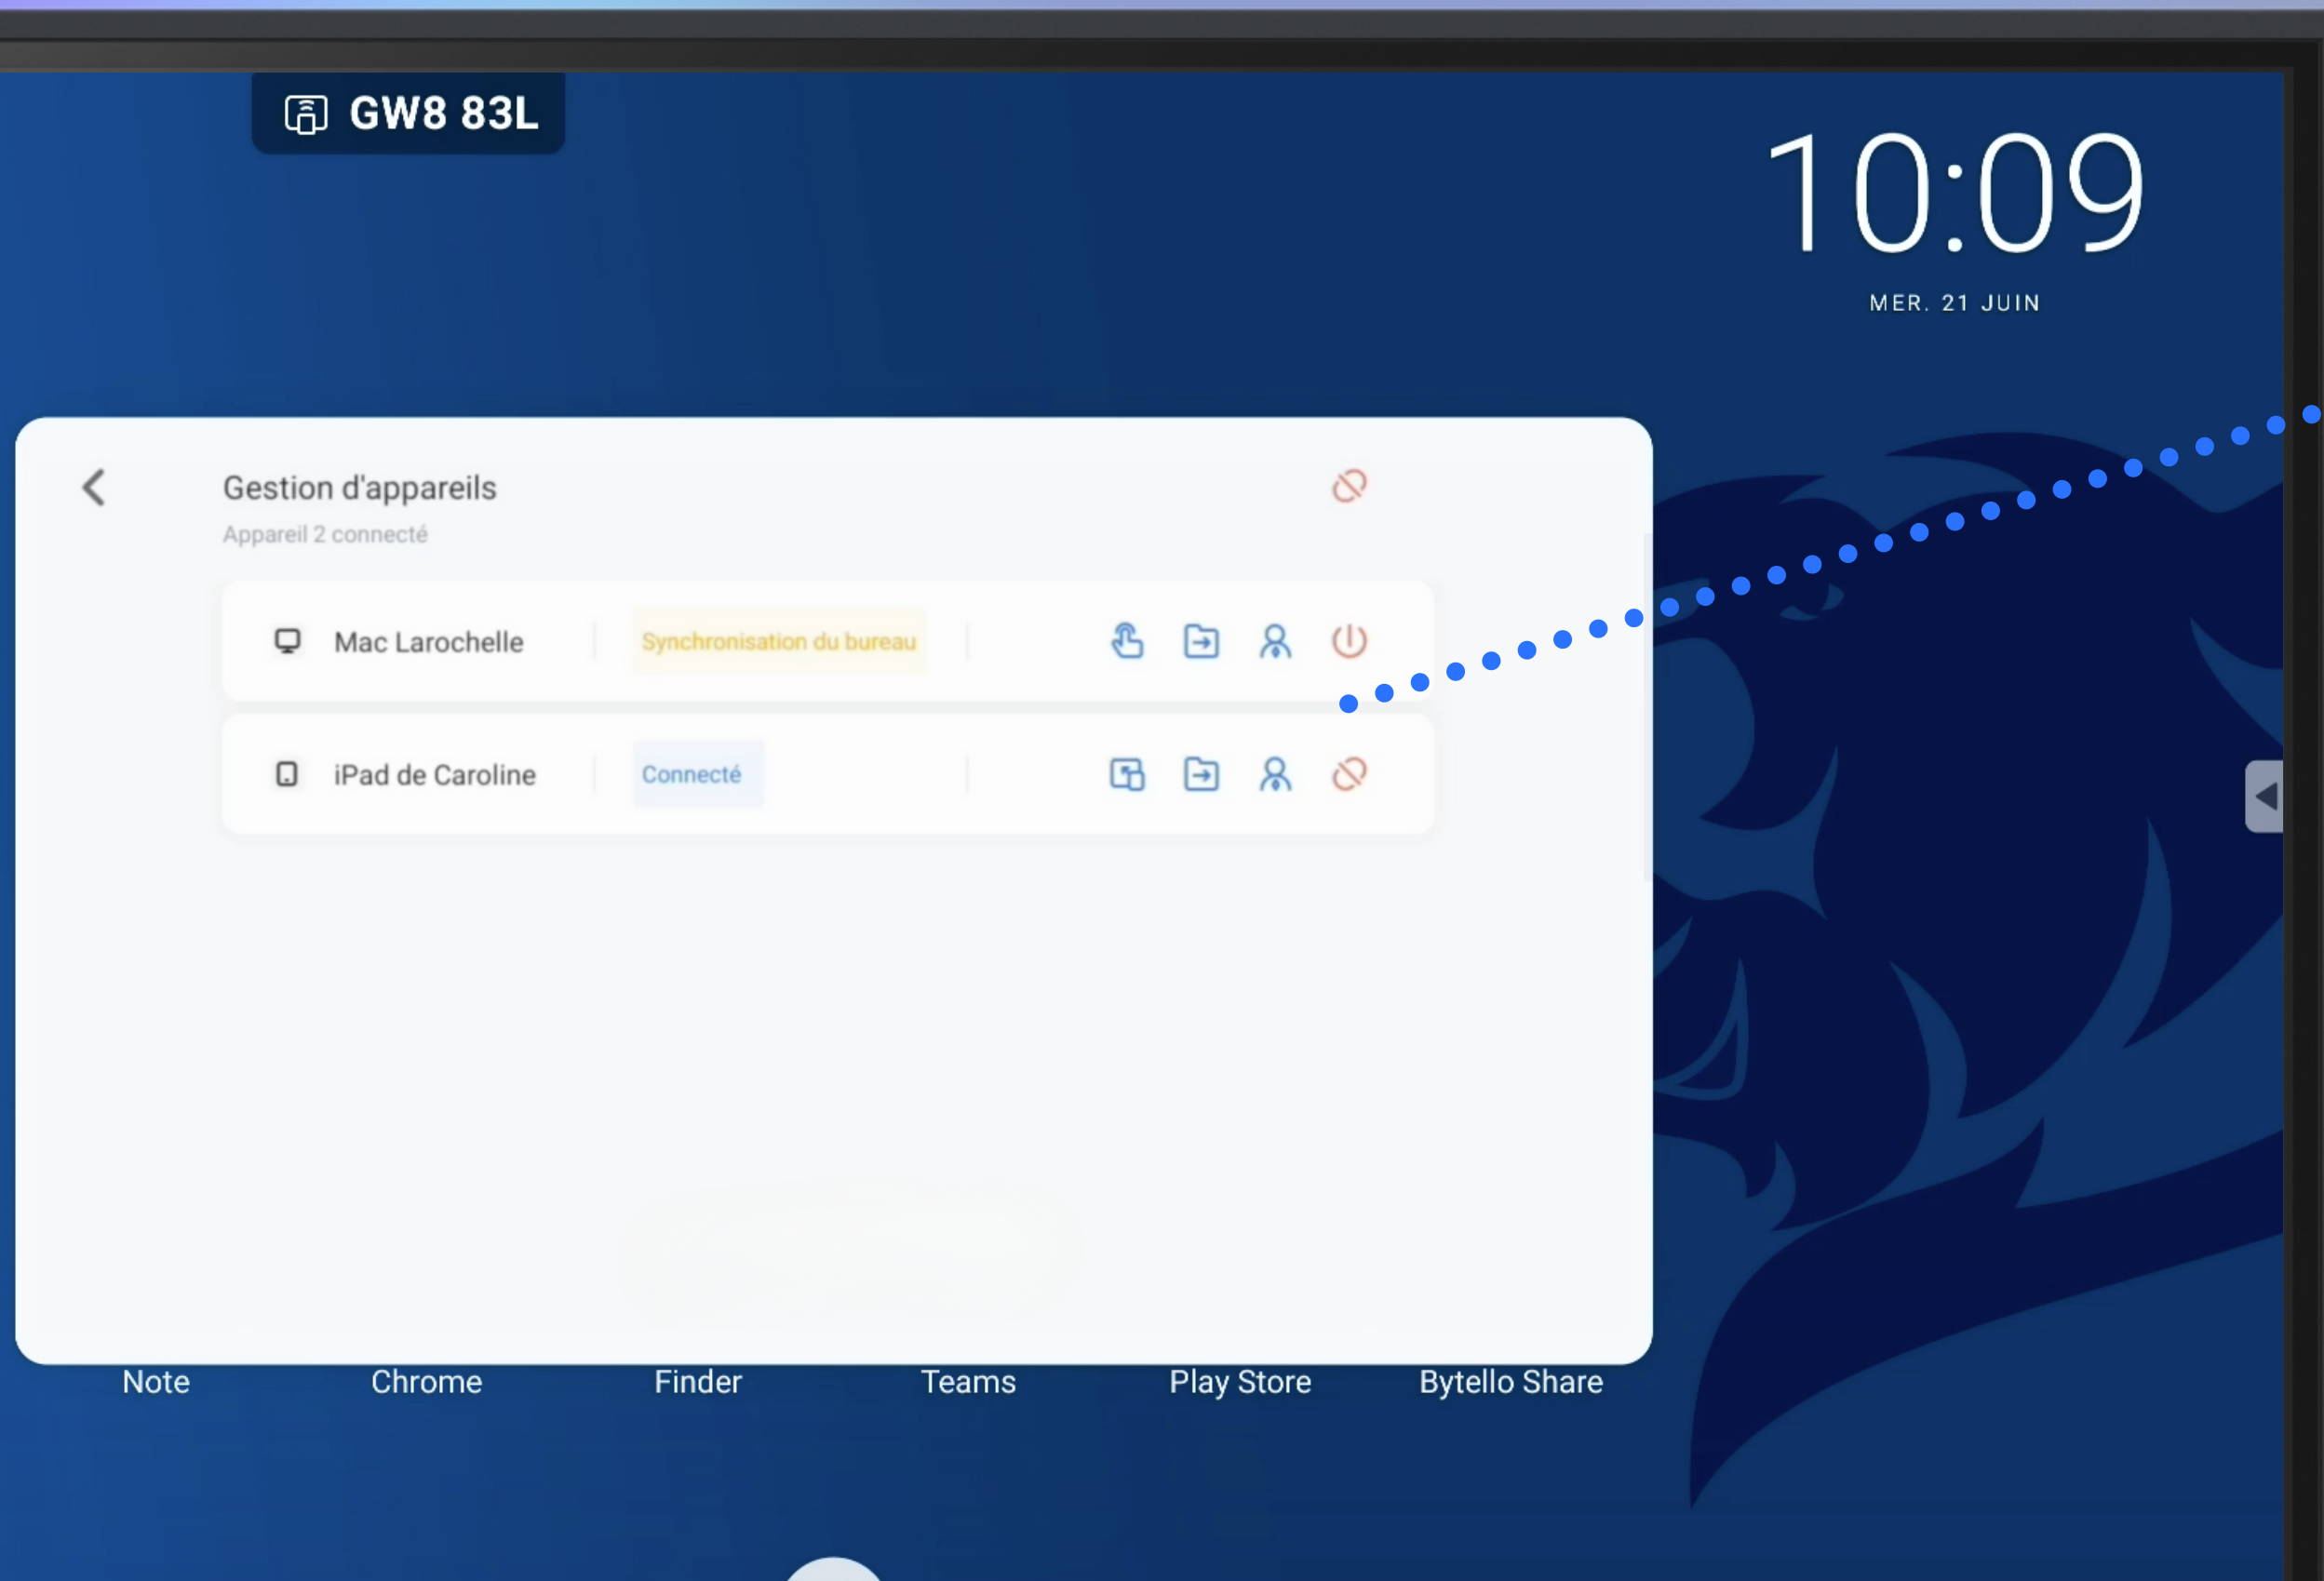 GW8 83L
10:09
MER. 21 JUIN
Gestion d'appareils
Appareil 2 connecté
Mac Larochelle
Synchronisation du bureau
iPad de Caroline
Connecté
Note
Chrome
Finder
Teams
Play Store
Bytello Share